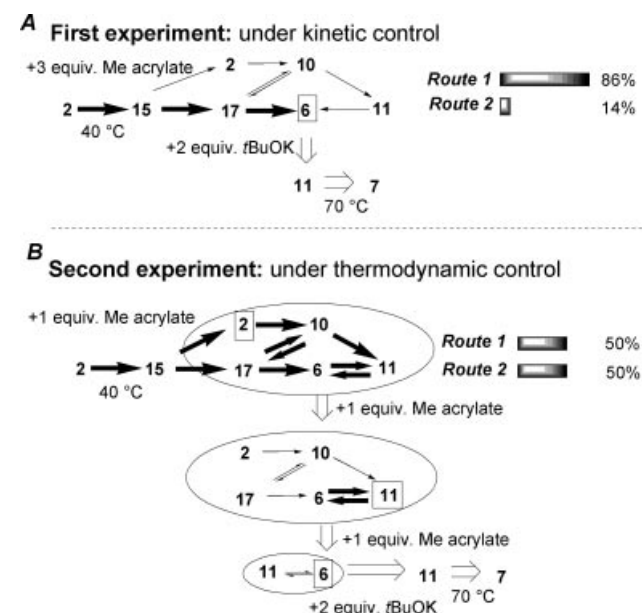 A First experiment: under kinetic control
+3 equiv. Me acrylate 2 10
Route 1 86%
2 15 17 6 11
Route 2 14%
40 °C
+2 equiv. tBuOK
11 7
70 °C
B Second experiment: under thermodynamic control
+1 equiv. Me acrylate 2 10
Route 1 50%
2 15 17 6 11
Route 2 50%
40 °C
+1 equiv. Me acrylate
2 10
17 6 11
+1 equiv. Me acrylate
11 6 11 7
70 °C
+2 equiv. tBuOK